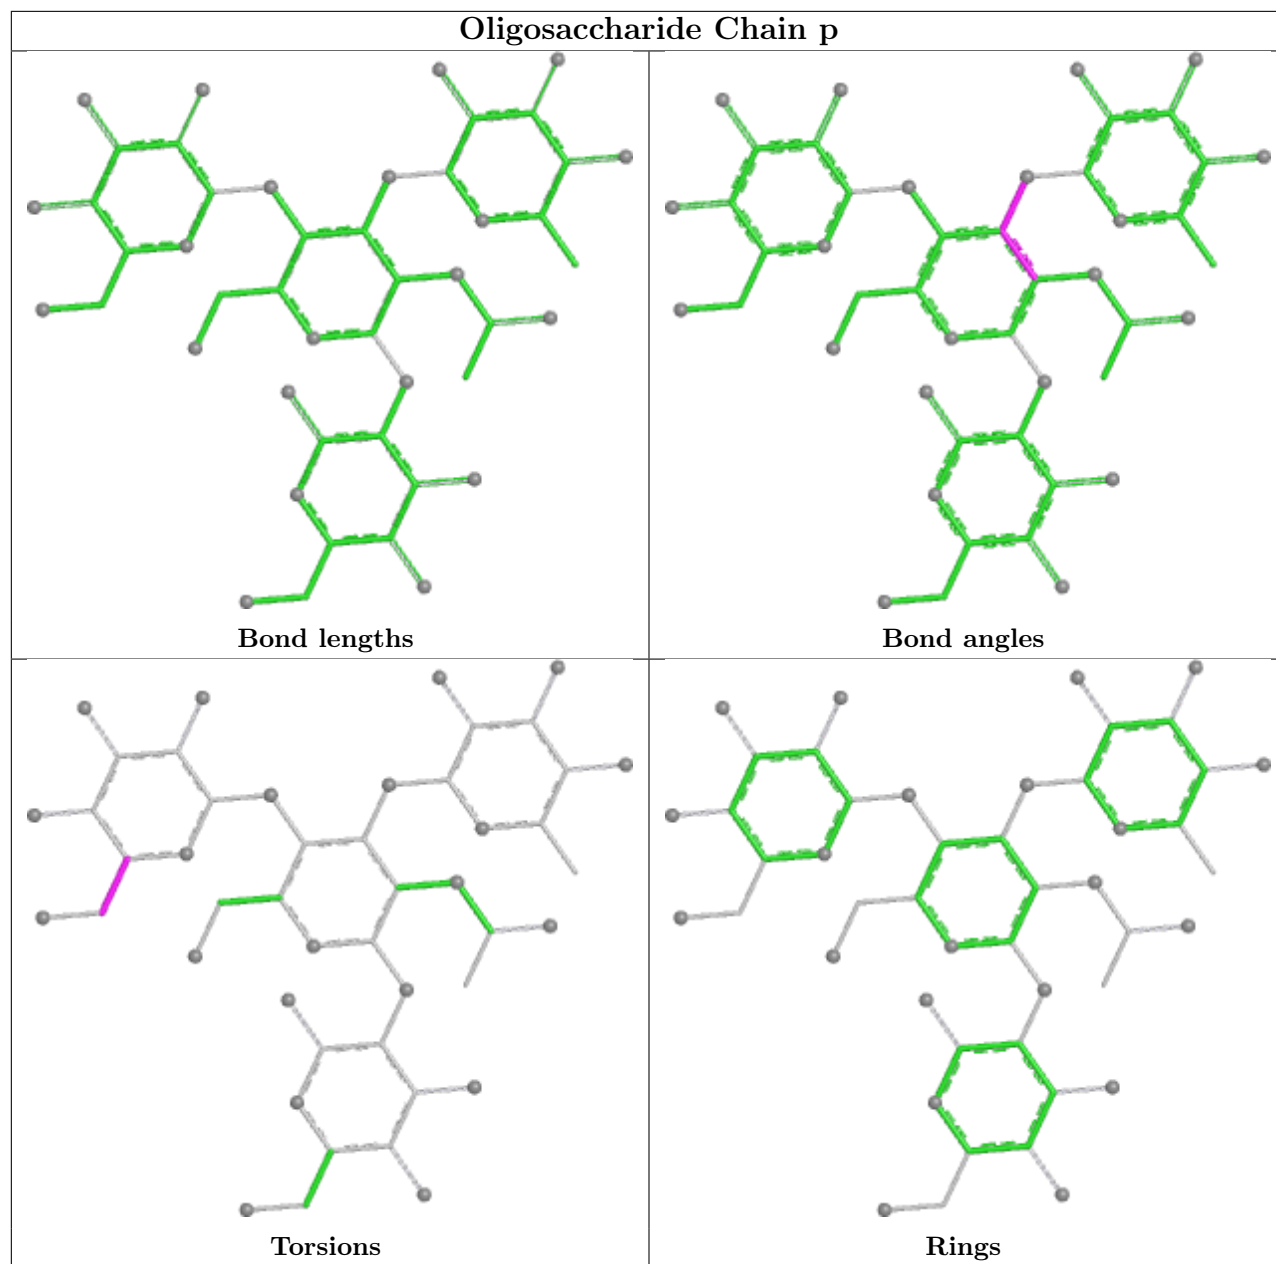 Oligosaccharide Chain p
Bond lengths
Bond angles
Torsions
Rings